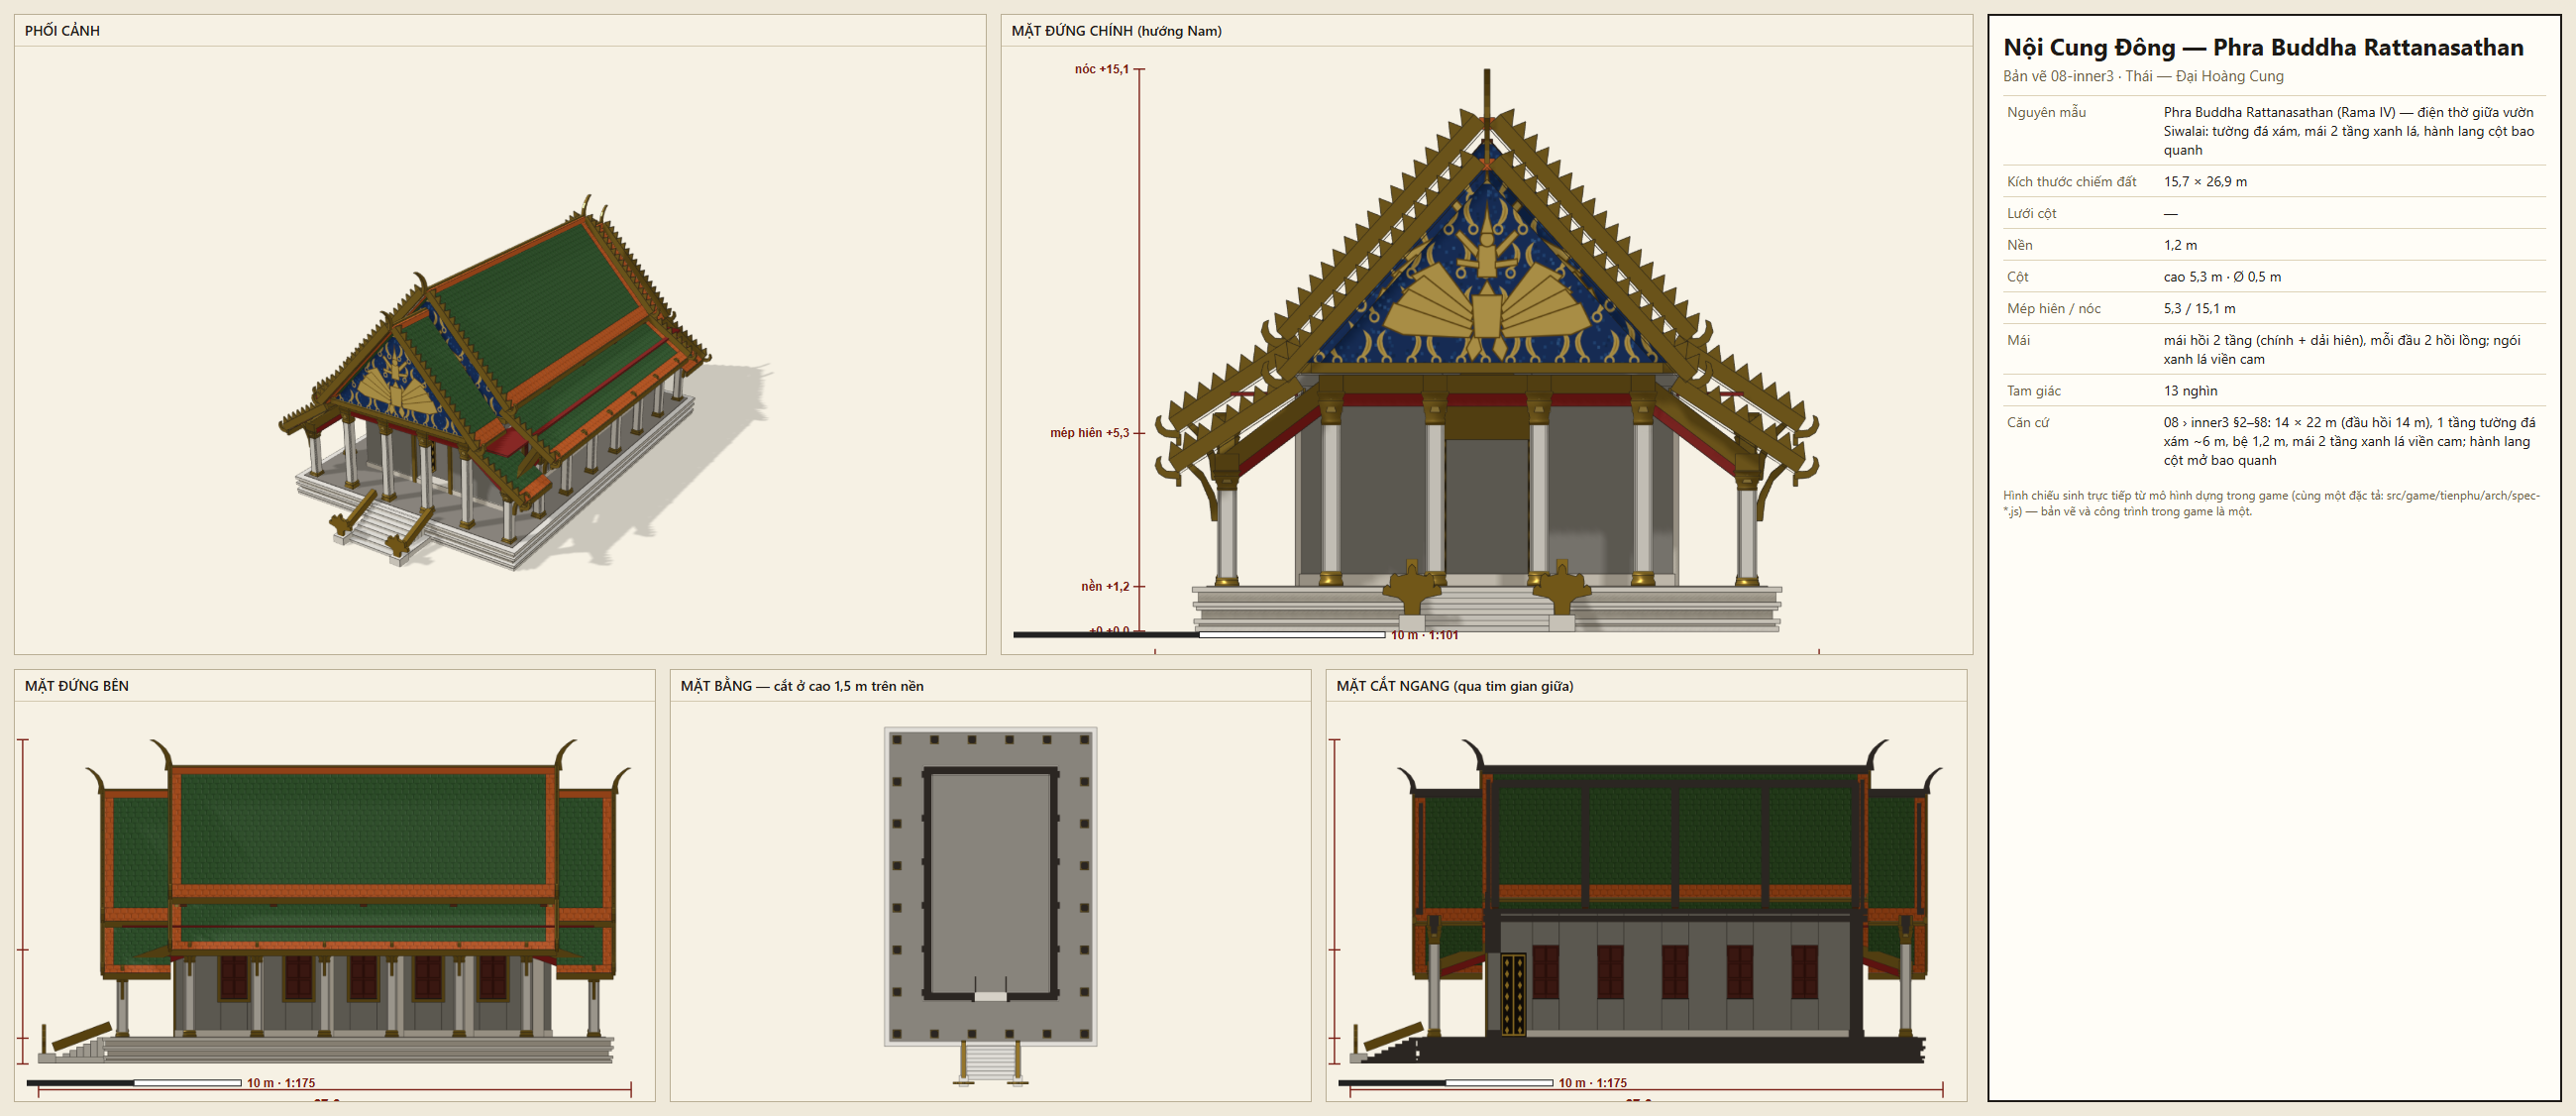 PHỐI CẢNH
MẶT ĐỨNG CHÍNH (hướng Nam)
nóc +15,1
mép hiên +5,3
nền +1,2
10 m · 1:101
MẶT ĐỨNG BÊN
10 m · 1:175
MẶT BẰNG — cắt ở cao 1,5 m trên nền
MẶT CẮT NGANG (qua tim gian giữa)
10 m · 1:175
Nội Cung Đông — Phra Buddha Rattanasathan
Bản vẽ 08-inner3 · Thái — Đại Hoàng Cung
Nguyên mẫu
Phra Buddha Rattanasathan (Rama IV) — điện thờ giữa vườn
Siwalai: tường đá xám, mái 2 tầng xanh lá, hành lang cột bao
quanh
Kích thước chiếm đất
15,7 × 26,9 m
Lưới cột
—
Nền
1,2 m
Cột
cao 5,3 m · Ø 0,5 m
Mép hiên / nóc
5,3 / 15,1 m
Mái
mái hồi 2 tầng (chính + dải hiên), mỗi đầu 2 hồi lồng; ngói
xanh lá viền cam
Tam giác
13 nghìn
Căn cứ
08 › inner3 §2–§8: 14 × 22 m (đầu hồi 14 m), 1 tầng tường đá
xám ~6 m, bệ 1,2 m, mái 2 tầng xanh lá viền cam; hành lang
cột mở bao quanh
Hình chiếu sinh trực tiếp từ mô hình dựng trong game (cùng một đặc tả: src/game/tienphu/arch/spec-
*.js) — bản vẽ và công trình trong game là một.